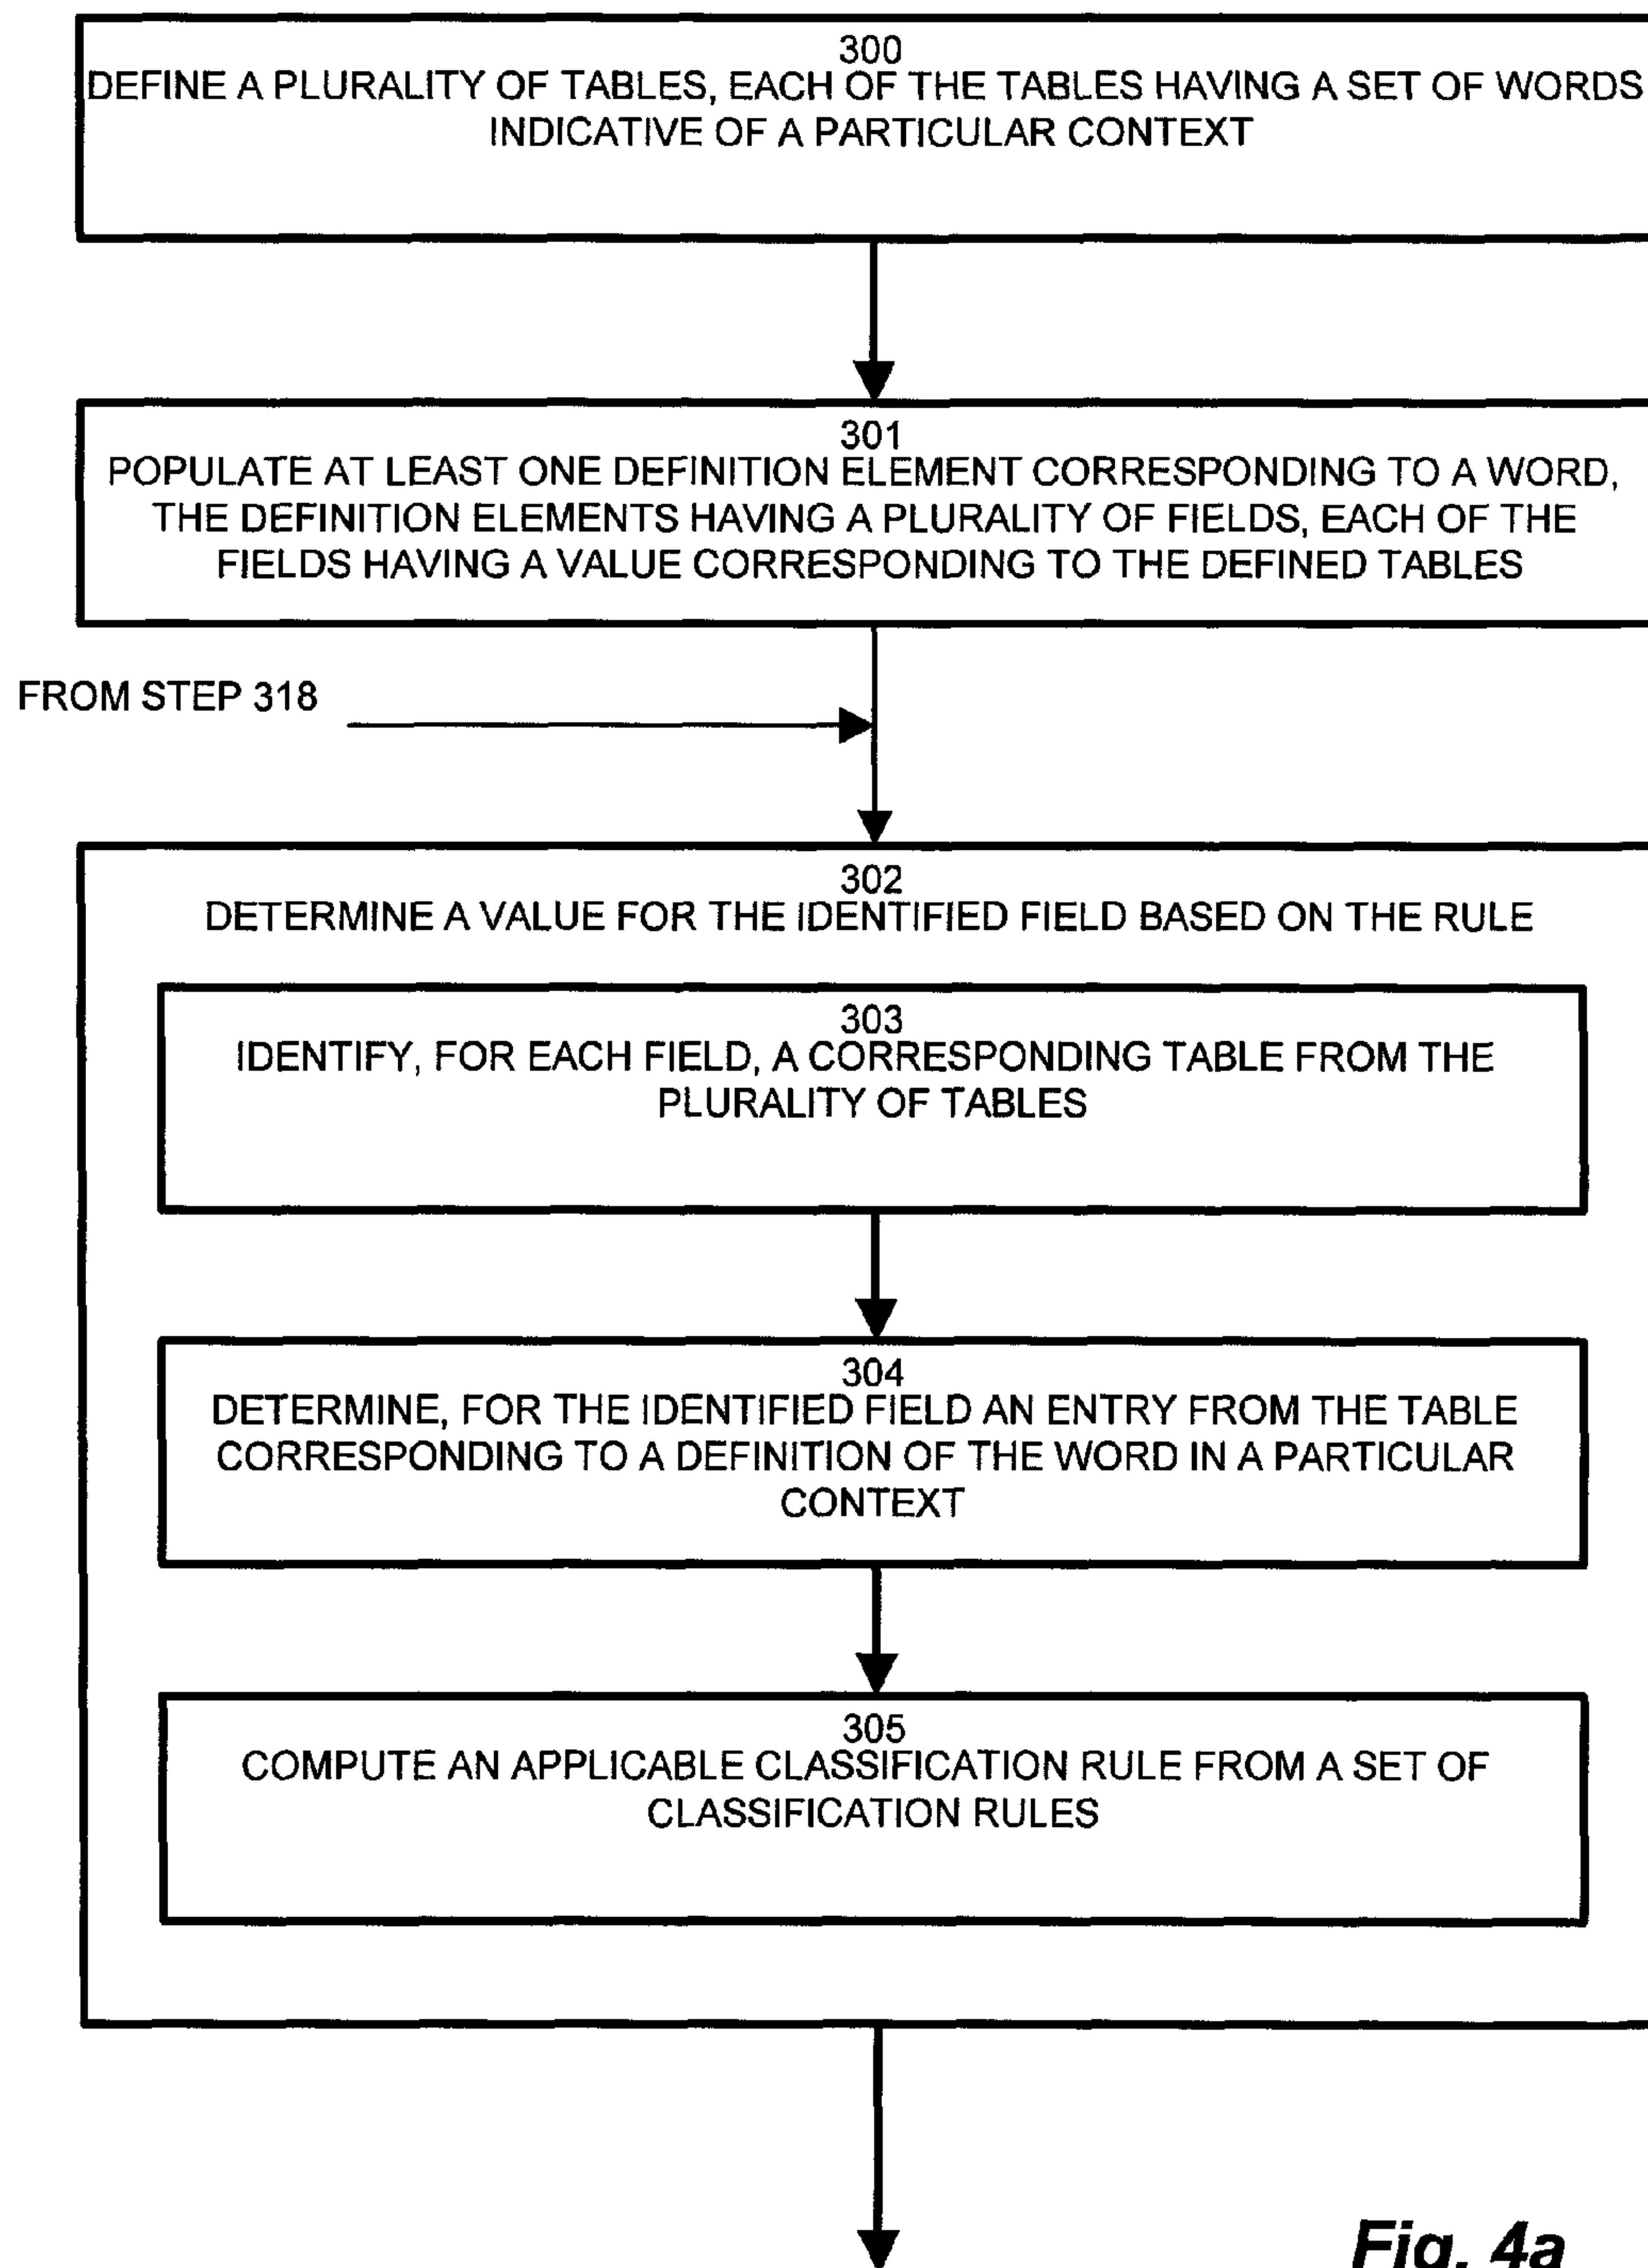 300
DEFINE A PLURALITY OF TABLES, EACH OF THE TABLES HAVING A SET OF WORDS
INDICATIVE OF A PARTICULAR CONTEXT
301
POPULATE AT LEAST ONE DEFINITION ELEMENT CORRESPONDING TO A WORD,
THE DEFINITION ELEMENTS HAVING A PLURALITY OF FIELDS, EACH OF THE
FIELDS HAVING A VALUE CORRESPONDING TO THE DEFINED TABLES
FROM STEP 318
302
DETERMINE A VALUE FOR THE IDENTIFIED FIELD BASED ON THE RULE
303
IDENTIFY, FOR EACH FIELD, A CORRESPONDING TABLE FROM THE
PLURALITY OF TABLES
304
DETERMINE, FOR THE IDENTIFIED FIELD AN ENTRY FROM THE TABLE
CORRESPONDING TO A DEFINITION OF THE WORD IN A PARTICULAR
CONTEXT
305
COMPUTE AN APPLICABLE CLASSIFICATION RULE FROM A SET OF
CLASSIFICATION RULES
Fig. 4a